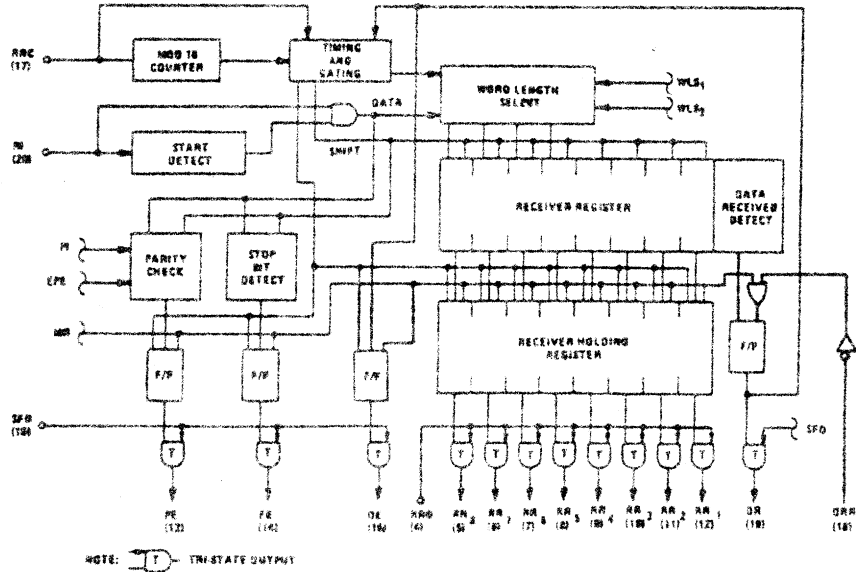 RRC
(17)
MOD 16
COUNTER
TIMING
AND
GATING
WORD LENGTH
SELECT
WLS1
WLS2
DATA
RI
(20)
START
DETECT
SHIFT
RECEIVER REGISTER
DATA
RECEIVED
DETECT
PI
EPE
PARITY
CHECK
STOP
BIT
DETECT
MR
F/F
F/F
F/F
RECEIVER HOLDING
REGISTER
F/F
SFD
(16)
SFD
T T T T T T T T T T T T
PE
(13)
FE
(14)
OE
(15)
RRD
(4)
RR8
(5)
RR7
(6)
RR6
(7)
RR5
(8)
RR4
(9)
RR3
(10)
RR2
(11)
RR1
(12)
DR
(19)
DRR
(18)
NOTE: T TRI-STATE OUTPUT